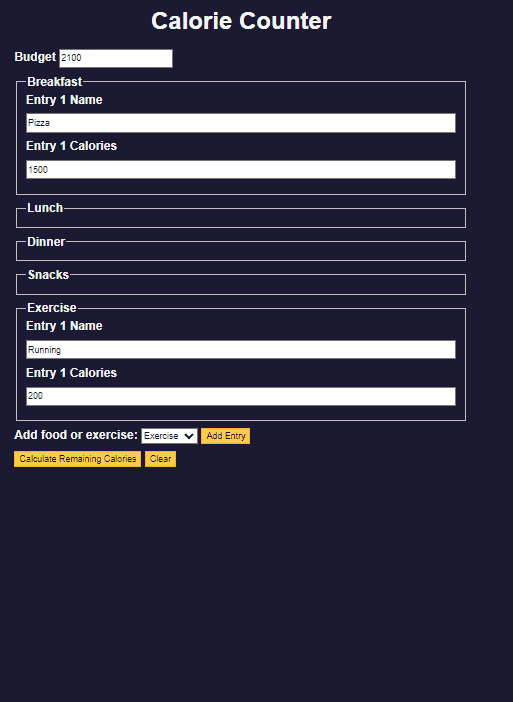 Calorie Counter
Budget 2100
Breakfast
Entry 1 Name
Pizza
Entry 1 Calories
1500
Lunch
Dinner
Snacks
Exercise
Entry 1 Name
Running
Entry 1 Calories
200
Add food or exercise: Exercise Add Entry
Calculate Remaining Calories Clear